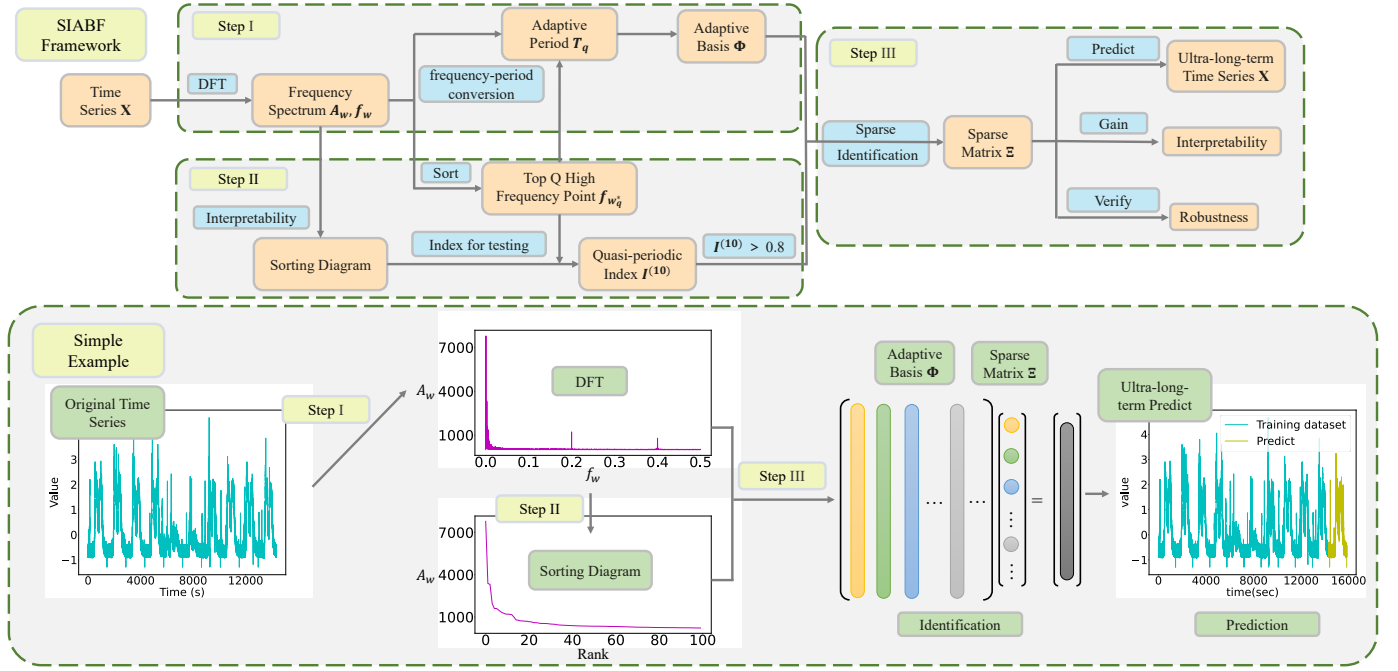 SIABF
Framework
Step I
Time
Series X
DFT
Frequency
Spectrum A_w, f_w
frequency-period
conversion
Adaptive
Period T_q
Adaptive
Basis Φ
Step II
Interpretability
Sort
Top Q High
Frequency Point f_{w_q^*}
Sorting Diagram
Index for testing
Quasi-periodic
Index I^(10)
I^(10) > 0.8
Step III
Sparse
Identification
Sparse
Matrix Ξ
Predict
Ultra-long-term
Time Series X
Gain
Interpretability
Verify
Robustness
Simple
Example
Original Time
Series
Value
3
2
1
0
−1
0
4000
8000
12000
Time (s)
Step I
A_w
7000
4000
1000
DFT
0.0
0.1
0.2
0.3
0.4
0.5
f_w
Step II
A_w
7000
4000
1000
Sorting Diagram
0
20
40
60
80
100
Rank
Step III
Adaptive
Basis Φ
Sparse
Matrix Ξ
...
...
⋮
⋮
=
Identification
Ultra-long-
term Predict
Training dataset
Predict
value
4
3
2
1
0
−1
0
4000
8000
12000
16000
time(sec)
Prediction